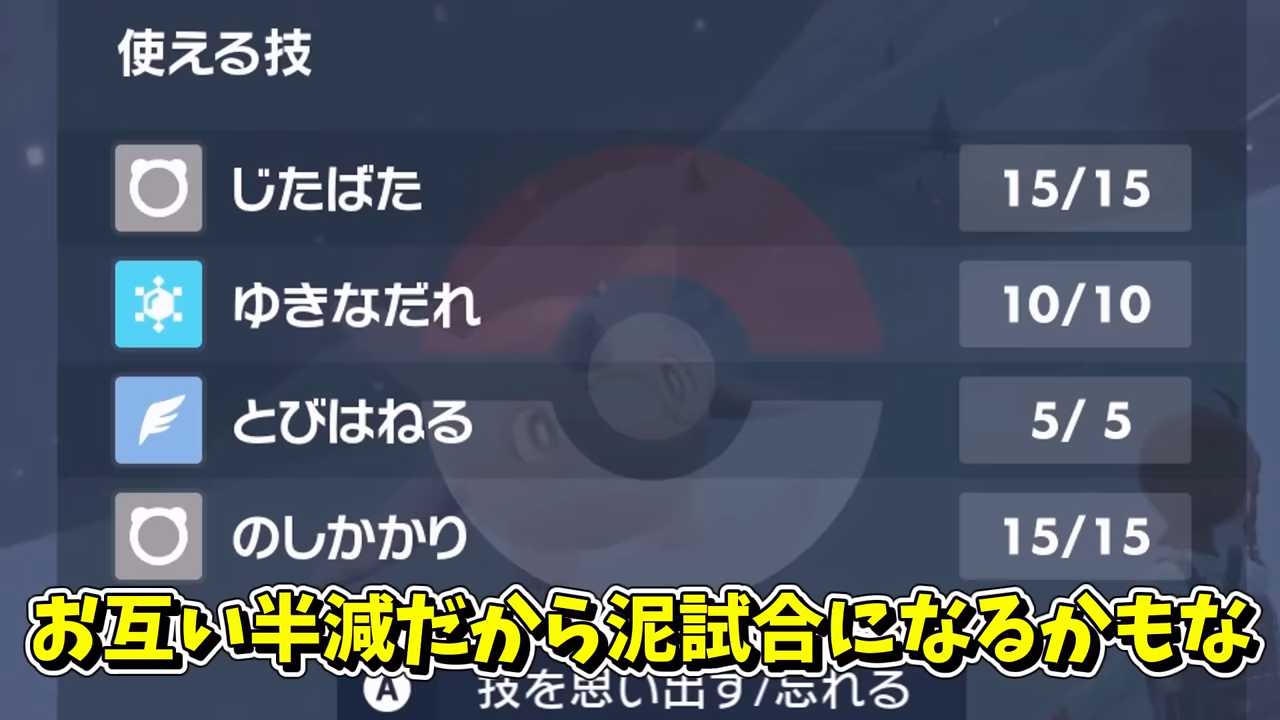 使える技
じたばた 15/15
ゆきなだれ 10/10
とびはねる 5/ 5
のしかかり 15/15
お互い半減だから泥試合になるかもな
A 技を思い出す/忘れる